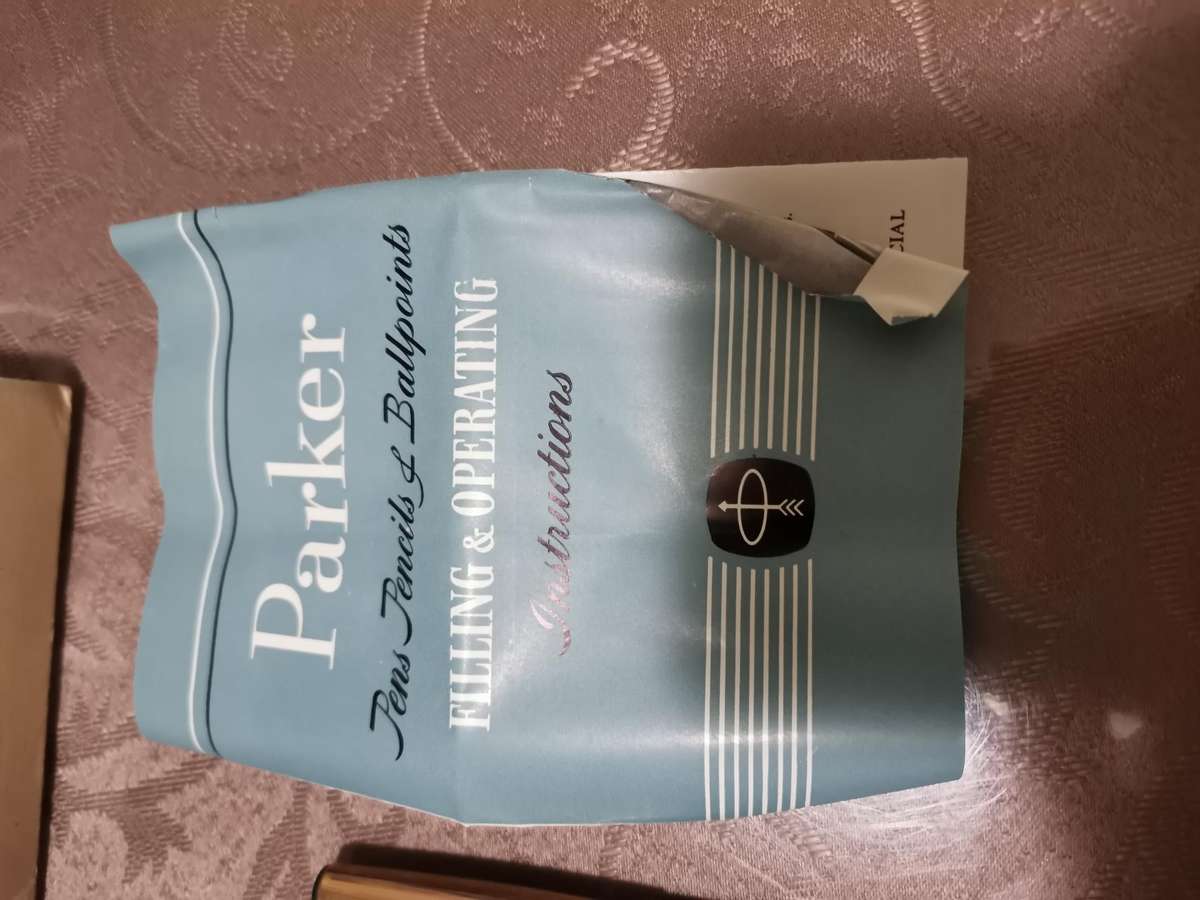 Parker
Pens Pencils & Ballpoints
FILLING & OPERATING
Instructions